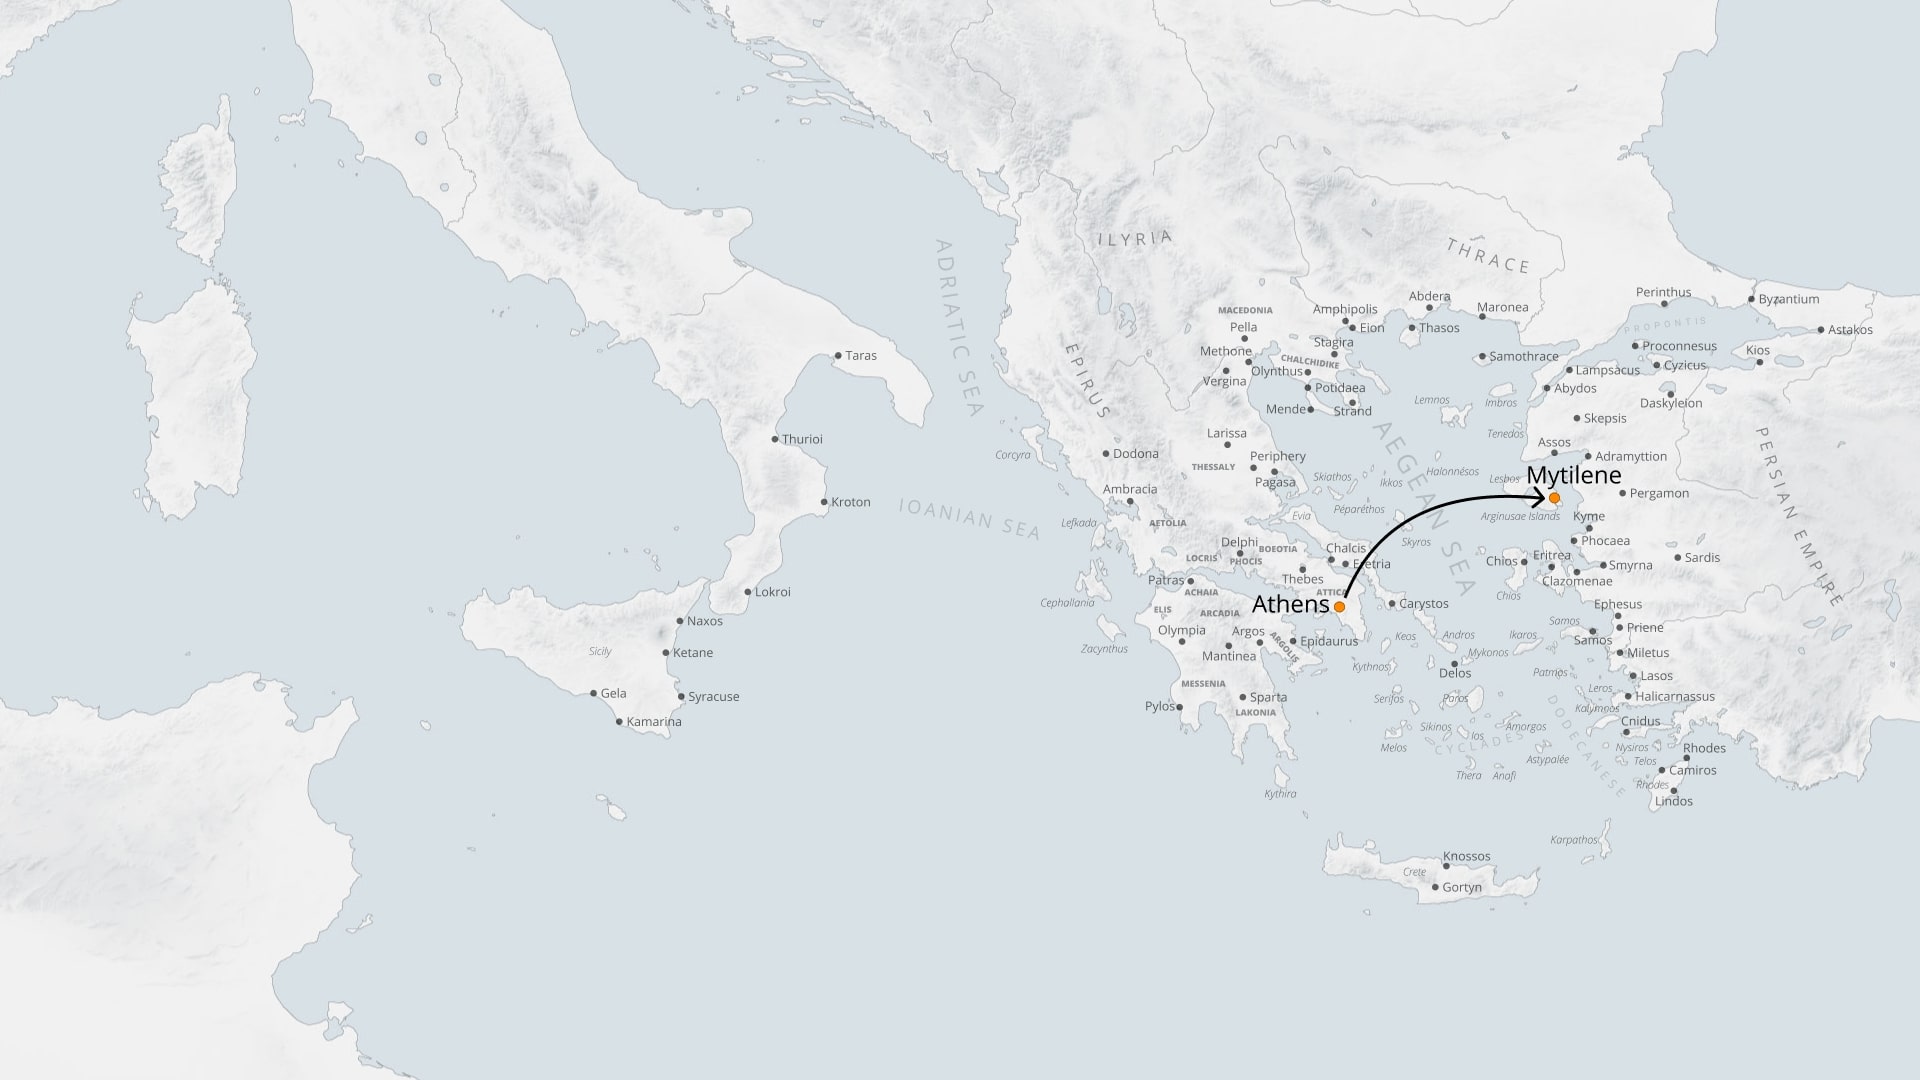 ADRIATIC SEA
IOANIAN SEA
ILYRIA
THRACE
EPIRUS
AEGEAN SEA
PERSIAN EMPIRE
PROPONTIS
CYCLADES
DODECANESE
Taras
Thurioi
Kroton
Lokroi
Naxos
Ketane
Sicily
Gela
Syracuse
Kamarina
MACEDONIA
Pella
Methone
Vergina
Amphipolis
Eion
Stagira
CHALCHIDIKE
Olynthus
Potidaea
Mende
Strand
Abdera
Thasos
Maronea
Samothrace
Perinthus
Byzantium
Astakos
Proconnesus
Kios
Cyzicus
Lampsacus
Abydos
Daskyleion
Skepsis
Lemnos
Imbros
Tenedos
Assos
Adramyttion
Mytilene
Lesbos
Pergamon
Arginusae Islands
Kyme
Phocaea
Corcyra
Dodona
Larissa
THESSALY
Periphery
Pagasa
Skiathos
Ikkos
Halonnésos
Péparéthos
Skyros
Ambracia
Lefkada
AETOLIA
Evia
Delphi
BOEOTIA
LOCRIS
PHOCIS
Chalcis
Eretria
Thebes
Patras
ACHAIA
ATTICA
Athens
Cephallania
ELIS
ARCADIA
Olympia
Argos
ARGOLIS
Epidaurus
Mantinea
Zacynthus
MESSENIA
Sparta
Pylos
LAKONIA
Kythira
Carystos
Keos
Andros
Mykonos
Kythnos
Delos
Serifos
Paros
Sikinos
Ios
Amorgos
Melos
Thera
Anafi
Astypalée
Chios
Chios
Eritrea
Clazomenae
Smyrna
Sardis
Ephesus
Samos
Ikaros
Samos
Priene
Miletus
Patmos
Lasos
Leros
Halicarnassus
Kalymnos
Cnidus
Nysiros
Telos
Rhodes
Camiros
Rhodes
Lindos
Karpathos
Knossos
Crete
Gortyn